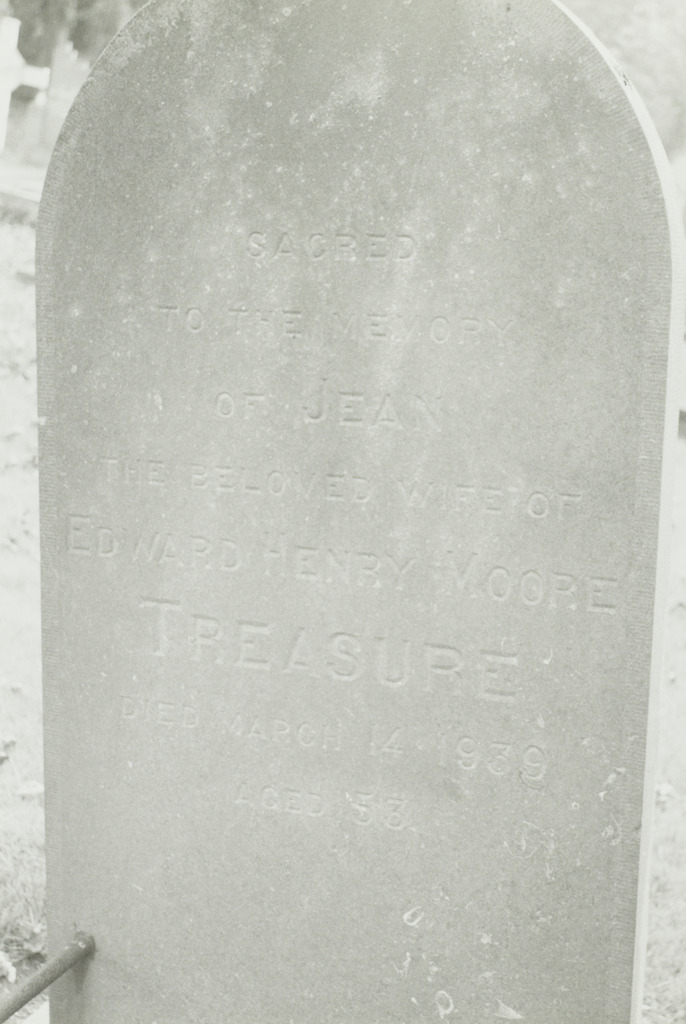 SACRED
TO THE MEMORY
OF JEAN
THE BELOVED WIFE OF
EDWARD HENRY MOORE
TREASURE
DIED MARCH 14 1939
AGED 53